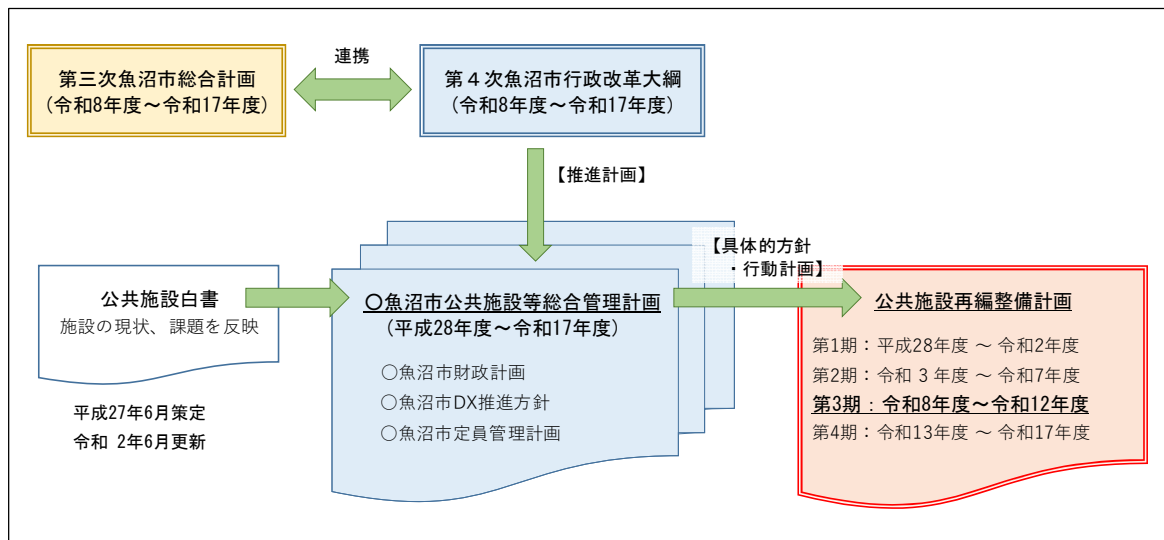 連携
第三次魚沼市総合計画
(令和8年度～令和17年度)
第４次魚沼市行政改革大綱
(令和8年度～令和17年度)
【推進計画】
【具体的方針
・行動計画】
公共施設白書
施設の現状、課題を反映
平成27年6月策定
令和 2年6月更新
〇魚沼市公共施設等総合管理計画
(平成28年度～令和17年度)
〇魚沼市財政計画
〇魚沼市DX推進方針
〇魚沼市定員管理計画
公共施設再編整備計画
第1期：平成28年度 ～ 令和2年度
第2期：令和 3 年度 ～ 令和7年度
第3期：令和8年度～令和12年度
第4期：令和13年度 ～ 令和17年度